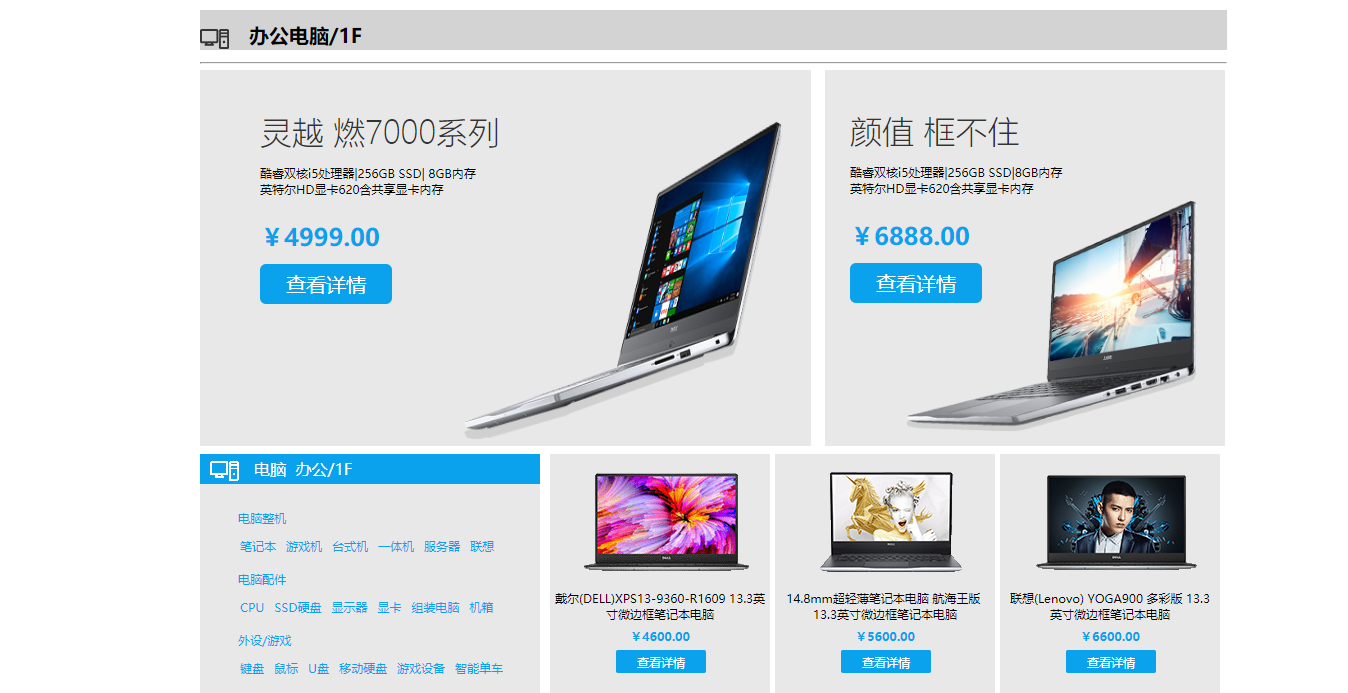 办公电脑/1F
灵越 燃7000系列
酷睿双核i5处理器|256GB SSD| 8GB内存
英特尔HD显卡620含共享显卡内存
￥4999.00
查看详情
颜值 框不住
酷睿双核i5处理器|256GB SSD|8GB内存
英特尔HD显卡620含共享显卡内存
￥6888.00
查看详情
电脑 办公/1F
电脑整机
笔记本 游戏机 台式机 一体机 服务器 联想
电脑配件
CPU SSD硬盘 显示器 显卡 组装电脑 机箱
外设/游戏
键盘 鼠标 U盘 移动硬盘 游戏设备 智能单车
戴尔(DELL)XPS13-9360-R1609 13.3英
寸微边框笔记本电脑
￥4600.00
查看详情
14.8mm超轻薄笔记本电脑 航海王版
13.3英寸微边框笔记本电脑
￥5600.00
查看详情
联想(Lenovo) YOGA900 多彩版 13.3
英寸微边框笔记本电脑
￥6600.00
查看详情